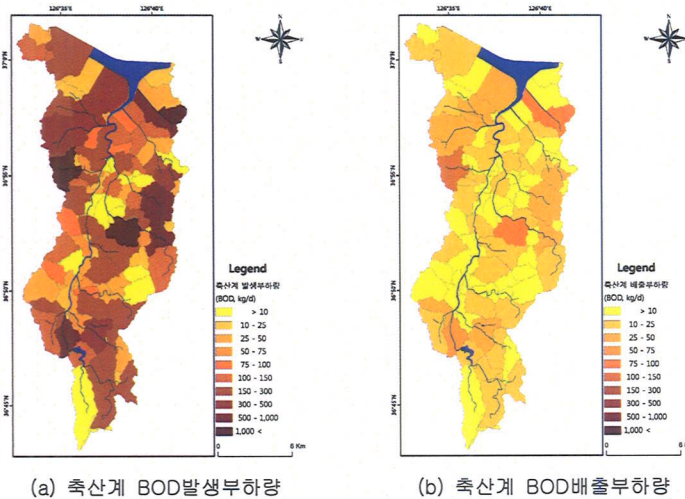 126°35'E 126°40'E
37°0'N
36°55'N
36°50'N
36°45'N
N
W E
S
Legend
축산계 발생부하량
(BOD, kg/d)
> 10
10 - 25
25 - 50
50 - 75
75 - 100
100 - 150
150 - 300
300 - 500
500 - 1,000
1,000 <
0 8 Km
(a) 축산계 BOD발생부하량
126°35'E 126°40'E
37°0'N
36°55'N
36°50'N
36°45'N
N
W E
S
Legend
축산계 배출부하량
(BOD, kg/d)
> 10
10 - 25
25 - 50
50 - 75
75 - 100
100 - 150
150 - 300
300 - 500
500 - 1,000
1,000 <
0 8 Km
(b) 축산계 BOD배출부하량